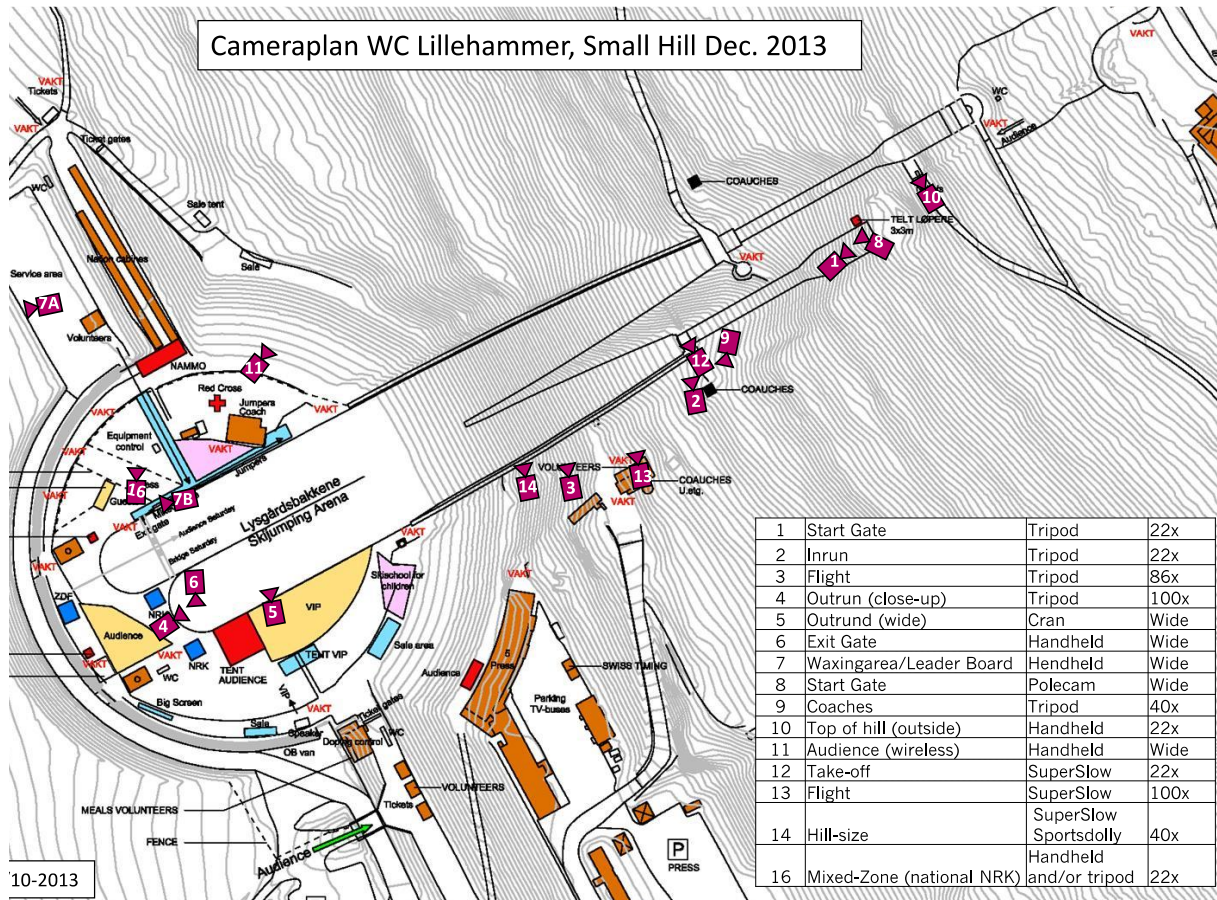 Cameraplan WC Lillehammer, Small Hill Dec. 2013
VAKT
Tickets
VAKT
Ticket gates
WC
Sale tent
Sale
Nation cabines
Service area
7A
Volunteers
NAMMO
11
Red Cross
Jumpers
Coach
VAKT
VAKT
VAKT
Equipment
control
VAKT
VAKT
Jumpers
16
7B
Exit gate
Audience Saturday
Bridge Saturday
VAKT
VAKT
Lysgårdsbakkene
Skijumping Arena
VAKT
WC
VAKT
Audience
10
COAUCHES
TELT LØPERE
3x3m
8
1
VAKT
9
12
2
COAUCHES
VAKT
13
VOLUNTEERS
14
3
COAUCHES
U.etg.
VAKT
VAKT
ZDF
NRK
6
4
5
VIP
Skischool for
children
Audience
VAKT
NRK
VAKT
WC
TENT
AUDIENCE
TENT VIP
Sale area
VAKT
Audience
5
Press
SWISS TIMING
Parking
TV-buses
Big Screen
Sale
VIP
VAKT
Speaker
OB van
Ticket gates
Doping control
WC
Tickets
VOLUNTEERS
MEALS VOLUNTEERS
FENCE
Audience
P
PRESS
10-2013
1 Start Gate Tripod 22x
2 Inrun Tripod 22x
3 Flight Tripod 86x
4 Outrun (close-up) Tripod 100x
5 Outrund (wide) Cran Wide
6 Exit Gate Handheld Wide
7 Waxingarea/Leader Board Hendheld Wide
8 Start Gate Polecam Wide
9 Coaches Tripod 40x
10 Top of hill (outside) Handheld 22x
11 Audience (wireless) Handheld Wide
12 Take-off SuperSlow 22x
13 Flight SuperSlow 100x
14 Hill-size SuperSlow Sportsdolly 40x
16 Mixed-Zone (national NRK) Handheld and/or tripod 22x